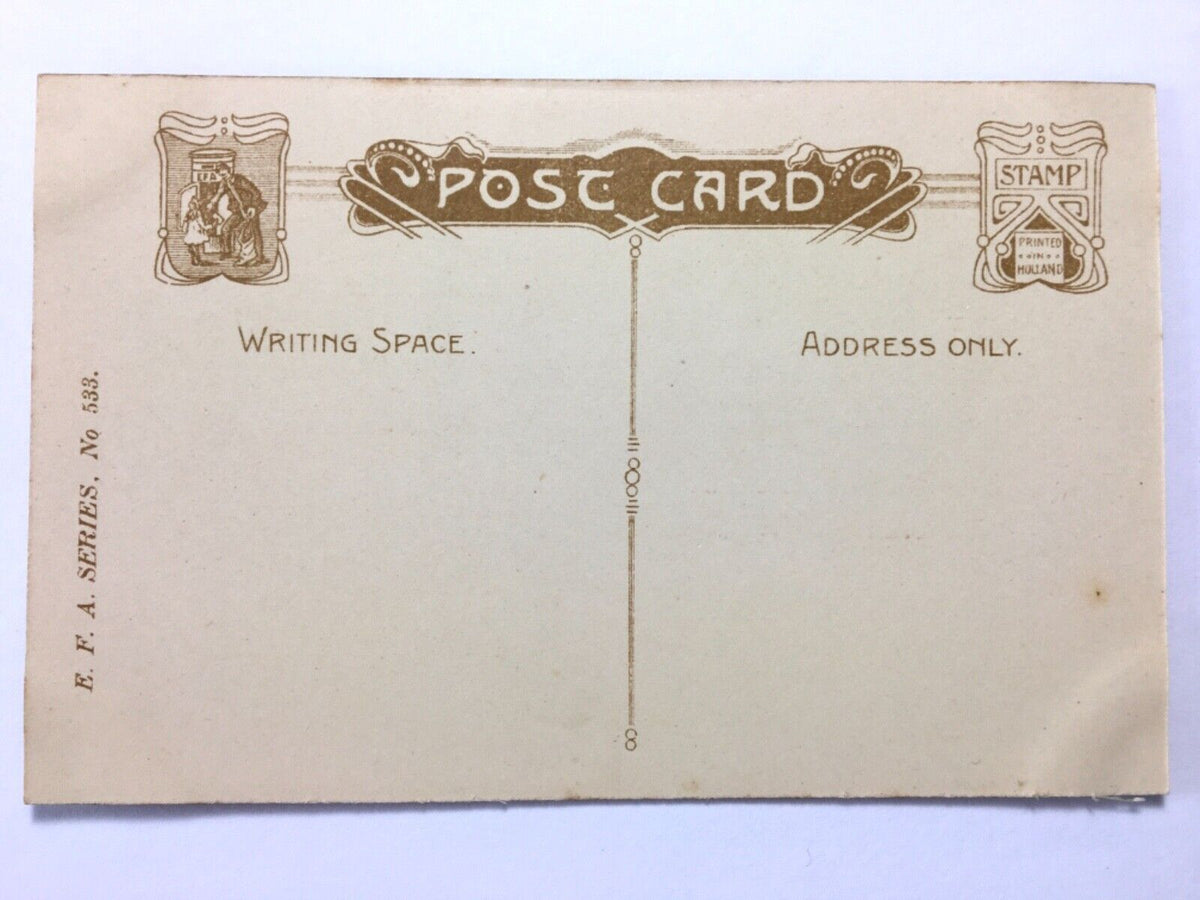 EFA
POST CARD
STAMP
PRINTED
IN
HOLLAND
WRITING SPACE.
ADDRESS ONLY.
E. F. A. SERIES, No 533.